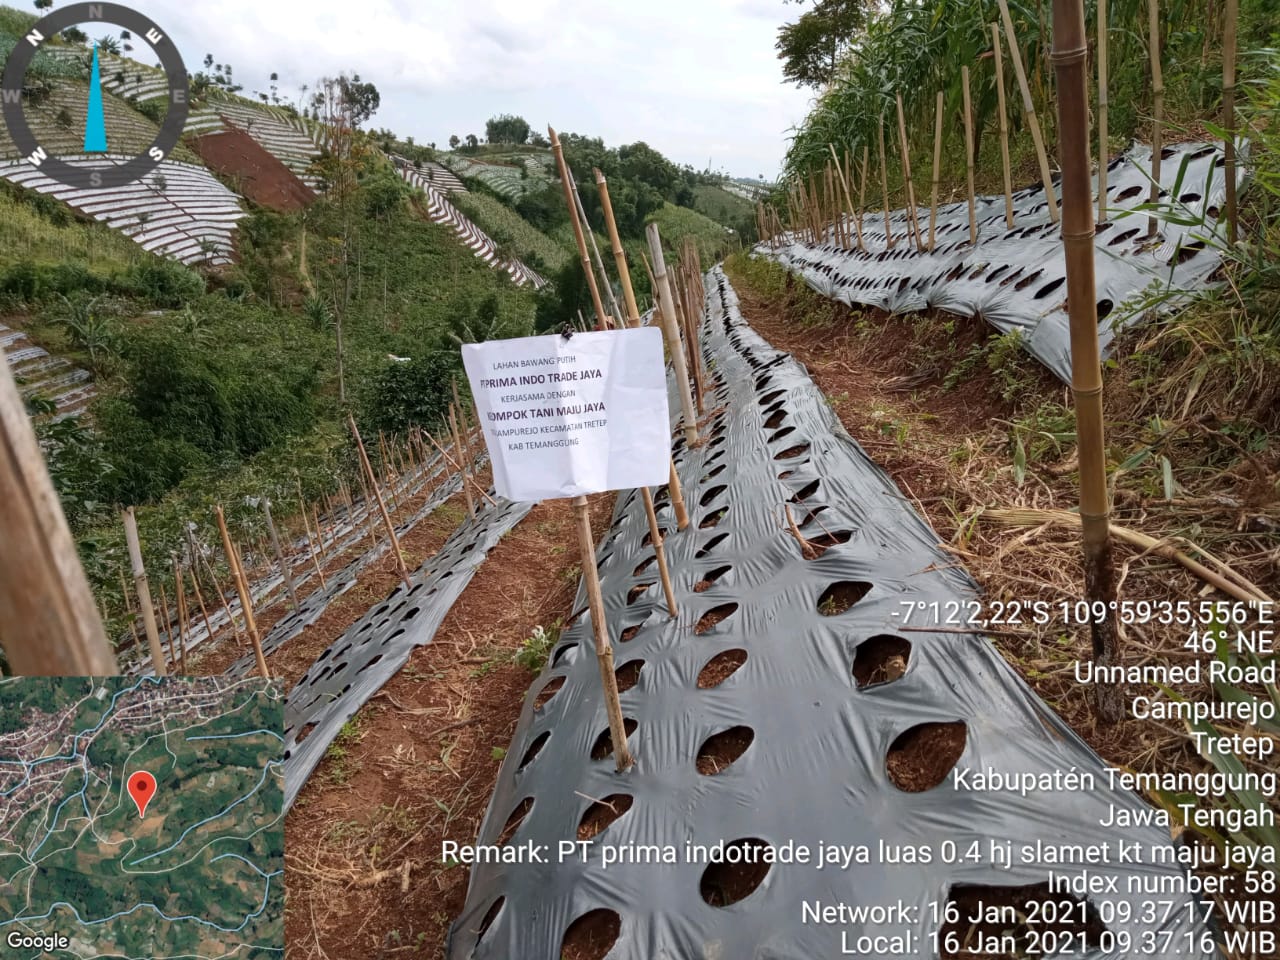 N
N
E
W
E
W
S
S
LAHAN BAWANG PUTIH
PRIMA INDO TRADE JAYA
KERJASAMA DENGAN
OMPOK TANI MAJU JAYA
AMPUREJO KECAMATAN TRETEP
KAB TEMANGGUNG
-7°12'2,22"S 109°59'35,556"E
46° NE
Unnamed Road
Campurejo
Tretep
Kabupatén Temanggung
Jawa Tengah
Remark: PT prima indotrade jaya luas 0.4 hj slamet kt maju jaya
Index number: 58
Network: 16 Jan 2021 09.37.17 WIB
Local: 16 Jan 2021 09.37.16 WIB
Google